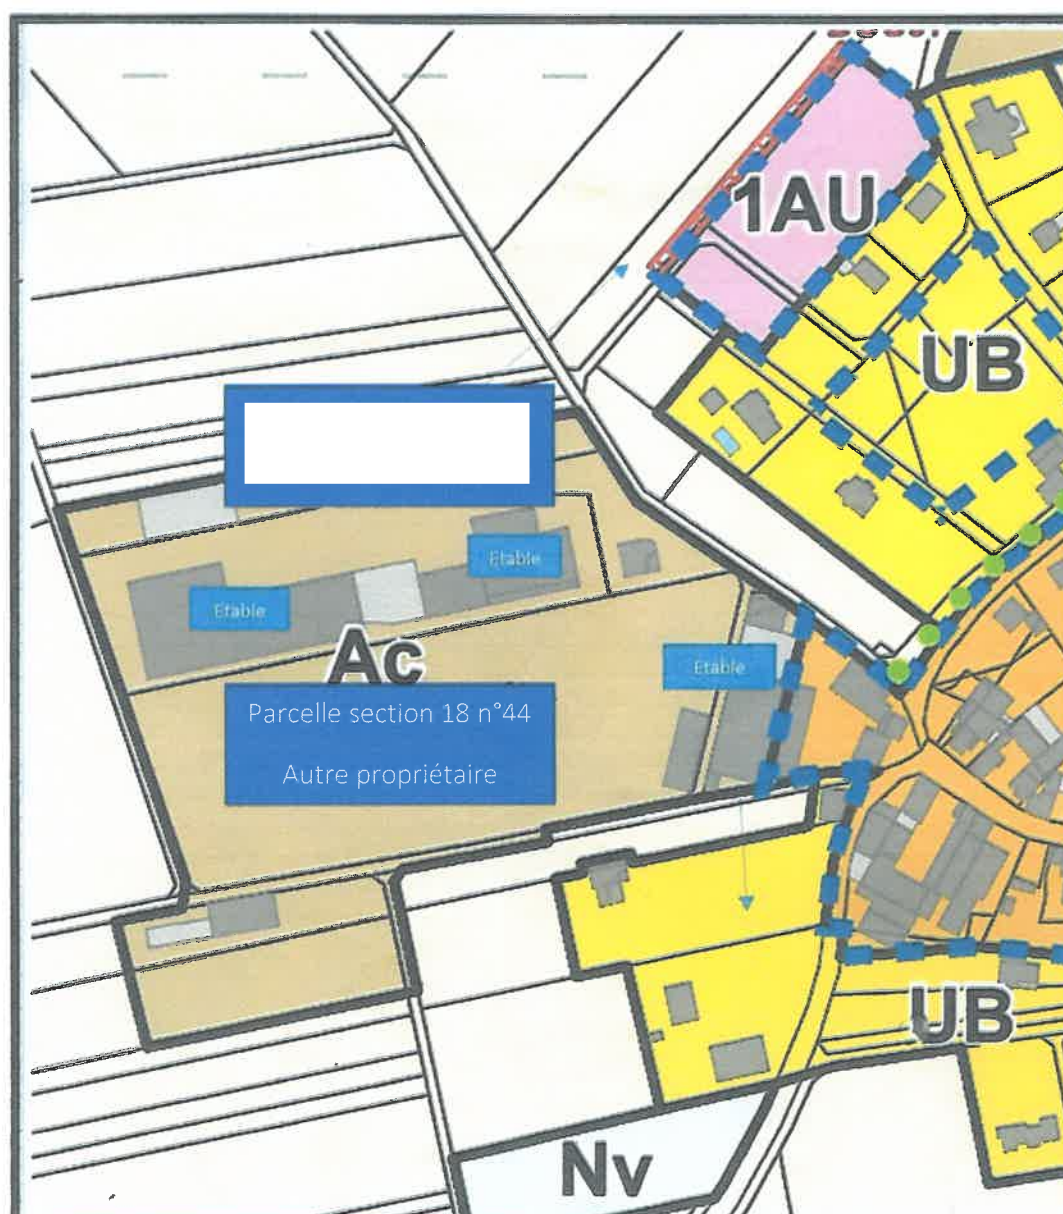 1AU
UB
Etable
Etable
Ac
Etable
Parcelle section 18 n°44
Autre propriétaire
UB
Nv